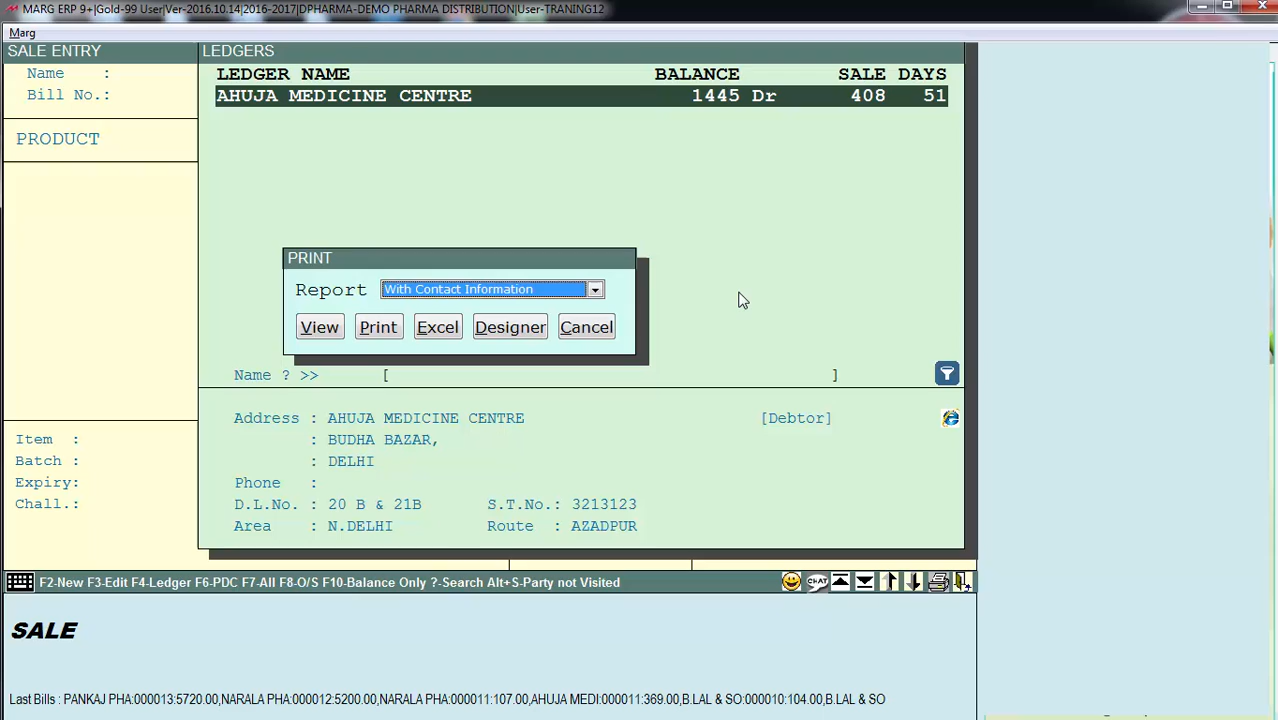 MARG ERP 9+|Gold-99 User|Ver-2016.10.14|2016-2017|DPHARMA-DEMO PHARMA DISTRIBUTION|User-TRANING12
Marg
SALE ENTRY
LEDGERS
Name :
Bill No.:
PRODUCT
LEDGER NAME BALANCE SALE DAYS
AHUJA MEDICINE CENTRE 1445 Dr 408 51
PRINT
Report With Contact Information
View Print Excel Designer Cancel
Name ? >> [ ]
Address : AHUJA MEDICINE CENTRE [Debtor]
: BUDHA BAZAR,
: DELHI
Phone :
D.L.No. : 20 B & 21B S.T.No.: 3213123
Area : N.DELHI Route : AZADPUR
Item :
Batch :
Expiry:
Chall.:
F2-New F3-Edit F4-Ledger F6-PDC F7-All F8-O/S F10-Balance Only ?-Search Alt+S-Party not Visited
CHAT
SALE
Last Bills : PANKAJ PHA:000013:5720.00,NARALA PHA:000012:5200.00,NARALA PHA:000011:107.00,AHUJA MEDI:000011:369.00,B.LAL & SO:000010:104.00,B.LAL & SO